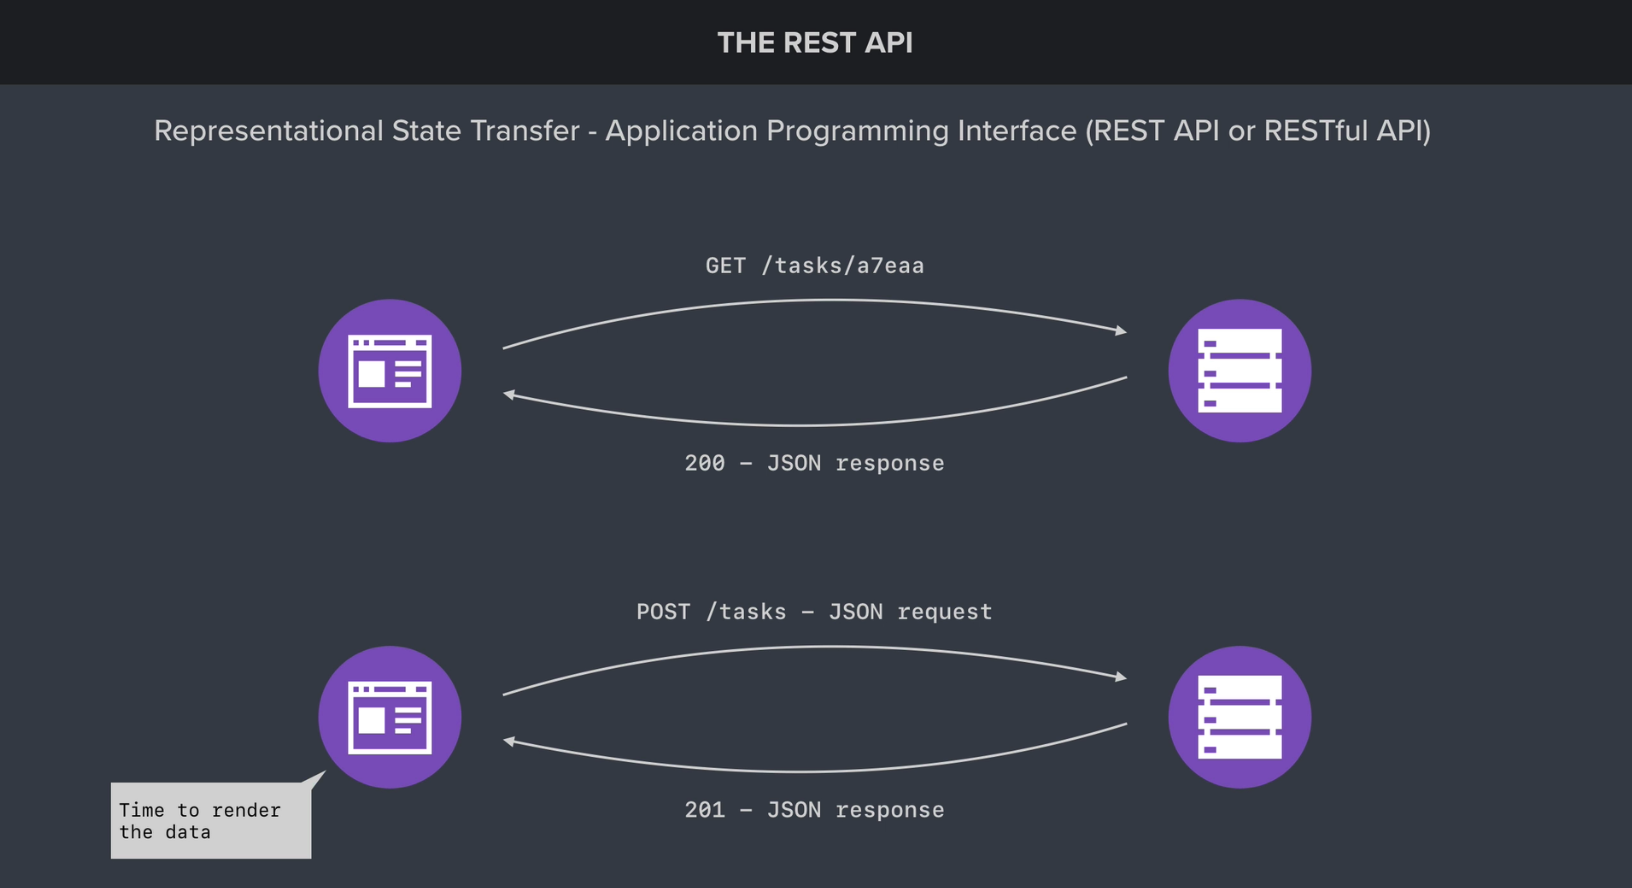 THE REST API
Representational State Transfer - Application Programming Interface (REST API or RESTful API)
GET /tasks/a7eaa
200 – JSON response
POST /tasks – JSON request
201 – JSON response
Time to render
the data